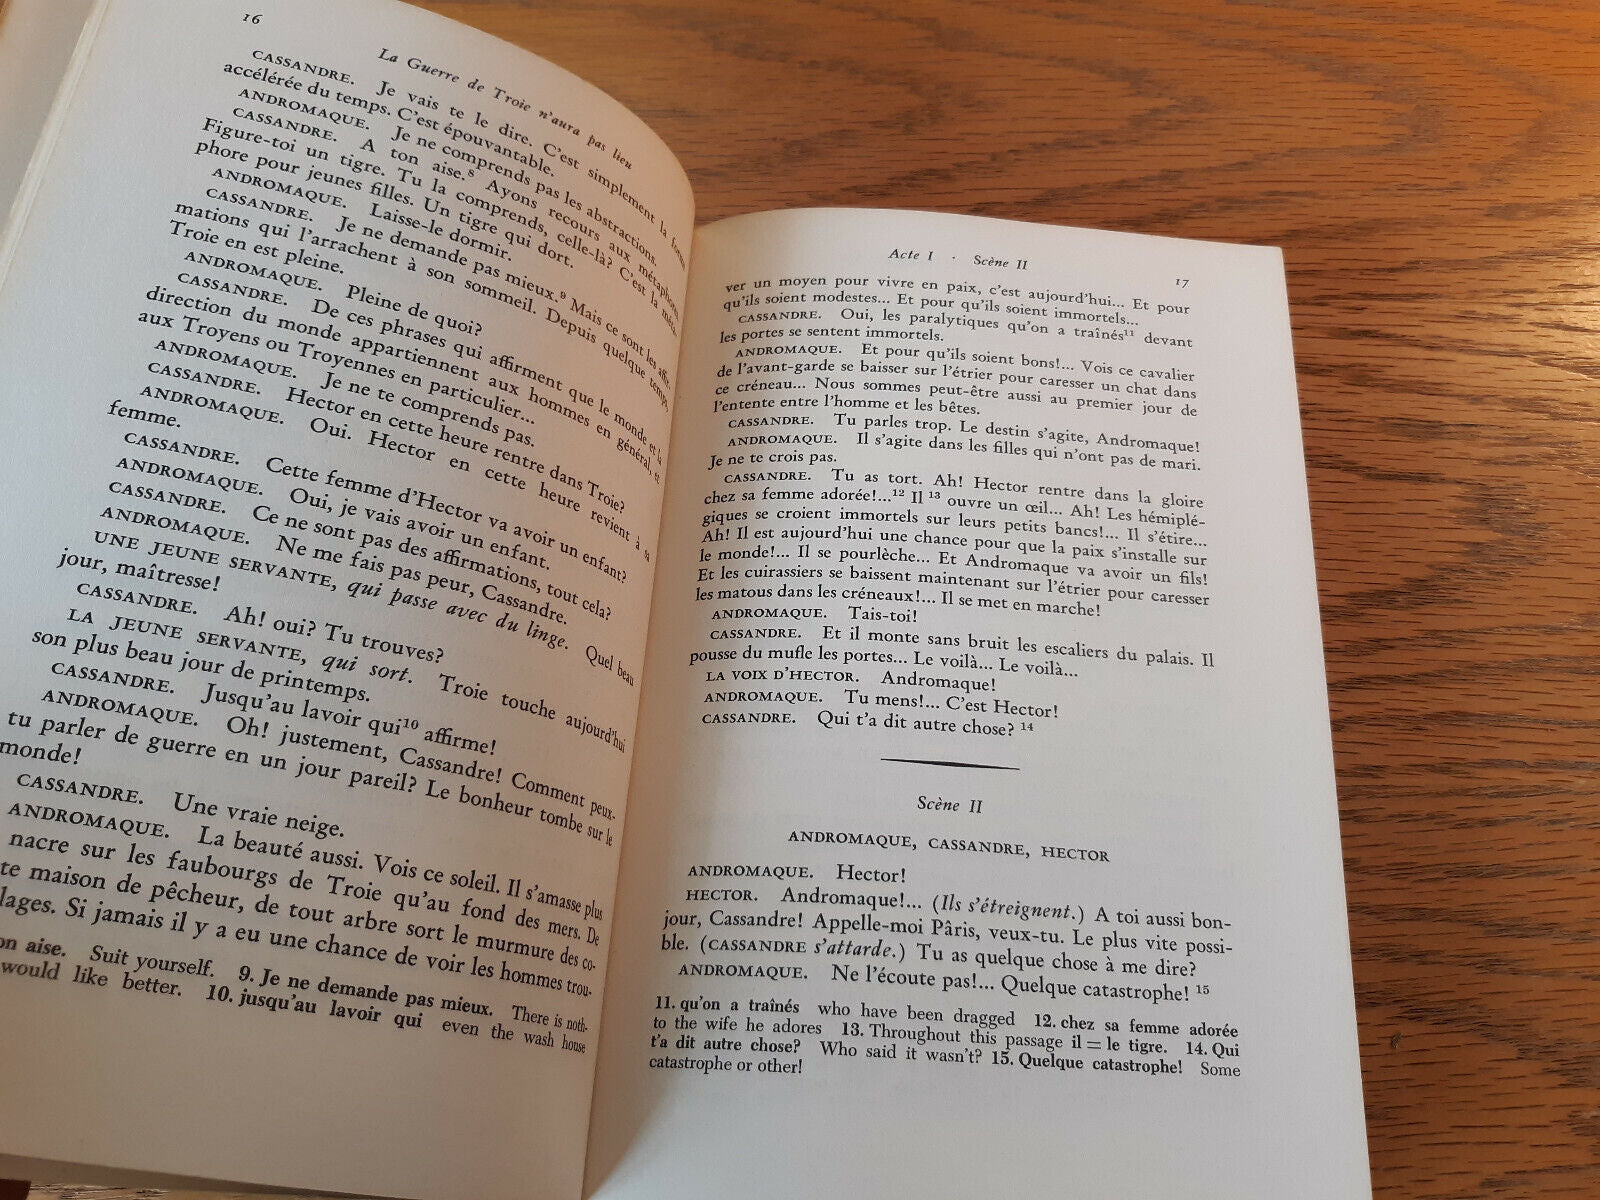 16
La Guerre de Troie n'aura pas lieu
CASSANDRE. Je vais te le dire. C'est simplement la forme
accélérée du temps. C'est épouvantable.
ANDROMAQUE. Je ne comprends pas les abstractions.
CASSANDRE. A ton aise.8 Ayons recours aux métaphores.
Figure-toi un tigre. Tu la comprends, celle-là? C'est la méta-
phore pour jeunes filles. Un tigre qui dort.
ANDROMAQUE. Laisse-le dormir.
CASSANDRE. Je ne demande pas mieux.9 Mais ce sont les affir-
mations qui l'arrachent à son sommeil. Depuis quelque temps,
Troie en est pleine.
ANDROMAQUE. Pleine de quoi?
CASSANDRE. De ces phrases qui affirment que le monde et la
direction du monde appartiennent aux hommes en général, et
aux Troyens ou Troyennes en particulier...
ANDROMAQUE. Je ne te comprends pas.
CASSANDRE. Hector en cette heure rentre dans Troie?
ANDROMAQUE. Oui. Hector en cette heure revient à sa
femme.
CASSANDRE. Cette femme d'Hector va avoir un enfant?
ANDROMAQUE. Oui, je vais avoir un enfant.
CASSANDRE. Ce ne sont pas des affirmations, tout cela?
ANDROMAQUE. Ne me fais pas peur, Cassandre.
UNE JEUNE SERVANTE, qui passe avec du linge. Quel beau
jour, maîtresse!
CASSANDRE. Ah! oui? Tu trouves?
LA JEUNE SERVANTE, qui sort. Troie touche aujourd'hui
son plus beau jour de printemps.
CASSANDRE. Jusqu'au lavoir qui10 affirme!
ANDROMAQUE. Oh! justement, Cassandre! Comment peux-
tu parler de guerre en un jour pareil? Le bonheur tombe sur le
monde!
CASSANDRE. Une vraie neige.
ANDROMAQUE. La beauté aussi. Vois ce soleil. Il s'amasse plus
nacre sur les faubourgs de Troie qu'au fond des mers. De
te maison de pêcheur, de tout arbre sort le murmure des co-
lages. Si jamais il y a eu une chance de voir les hommes trou-
on aise. Suit yourself. 9. Je ne demande pas mieux. There is noth-
would like better. 10. jusqu'au lavoir qui even the wash house
Acte I · Scène II
17
ver un moyen pour vivre en paix, c'est aujourd'hui... Et pour
qu'ils soient modestes... Et pour qu'ils soient immortels...
CASSANDRE. Oui, les paralytiques qu'on a traînés11 devant
les portes se sentent immortels.
ANDROMAQUE. Et pour qu'ils soient bons!... Vois ce cavalier
de l'avant-garde se baisser sur l'étrier pour caresser un chat dans
ce créneau... Nous sommes peut-être aussi au premier jour de
l'entente entre l'homme et les bêtes.
CASSANDRE. Tu parles trop. Le destin s'agite, Andromaque!
ANDROMAQUE. Il s'agite dans les filles qui n'ont pas de mari.
Je ne te crois pas.
CASSANDRE. Tu as tort. Ah! Hector rentre dans la gloire
chez sa femme adorée!...12 Il 13 ouvre un œil... Ah! Les hémiplé-
giques se croient immortels sur leurs petits bancs!... Il s'étire...
Ah! Il est aujourd'hui une chance pour que la paix s'installe sur
le monde!... Il se pourlèche... Et Andromaque va avoir un fils!
Et les cuirassiers se baissent maintenant sur l'étrier pour caresser
les matous dans les créneaux!... Il se met en marche!
ANDROMAQUE. Tais-toi!
CASSANDRE. Et il monte sans bruit les escaliers du palais. Il
pousse du mufle les portes... Le voilà... Le voilà...
LA VOIX D'HECTOR. Andromaque!
ANDROMAQUE. Tu mens!... C'est Hector!
CASSANDRE. Qui t'a dit autre chose? 14
Scène II
ANDROMAQUE, CASSANDRE, HECTOR
ANDROMAQUE. Hector!
HECTOR. Andromaque!... (Ils s'étreignent.) A toi aussi bon-
jour, Cassandre! Appelle-moi Pâris, veux-tu. Le plus vite possi-
ble. (CASSANDRE s'attarde.) Tu as quelque chose à me dire?
ANDROMAQUE. Ne l'écoute pas!... Quelque catastrophe! 15
11. qu'on a traînés who have been dragged 12. chez sa femme adorée
to the wife he adores 13. Throughout this passage il = le tigre. 14. Qui
t'a dit autre chose? Who said it wasn't? 15. Quelque catastrophe! Some
catastrophe or other!